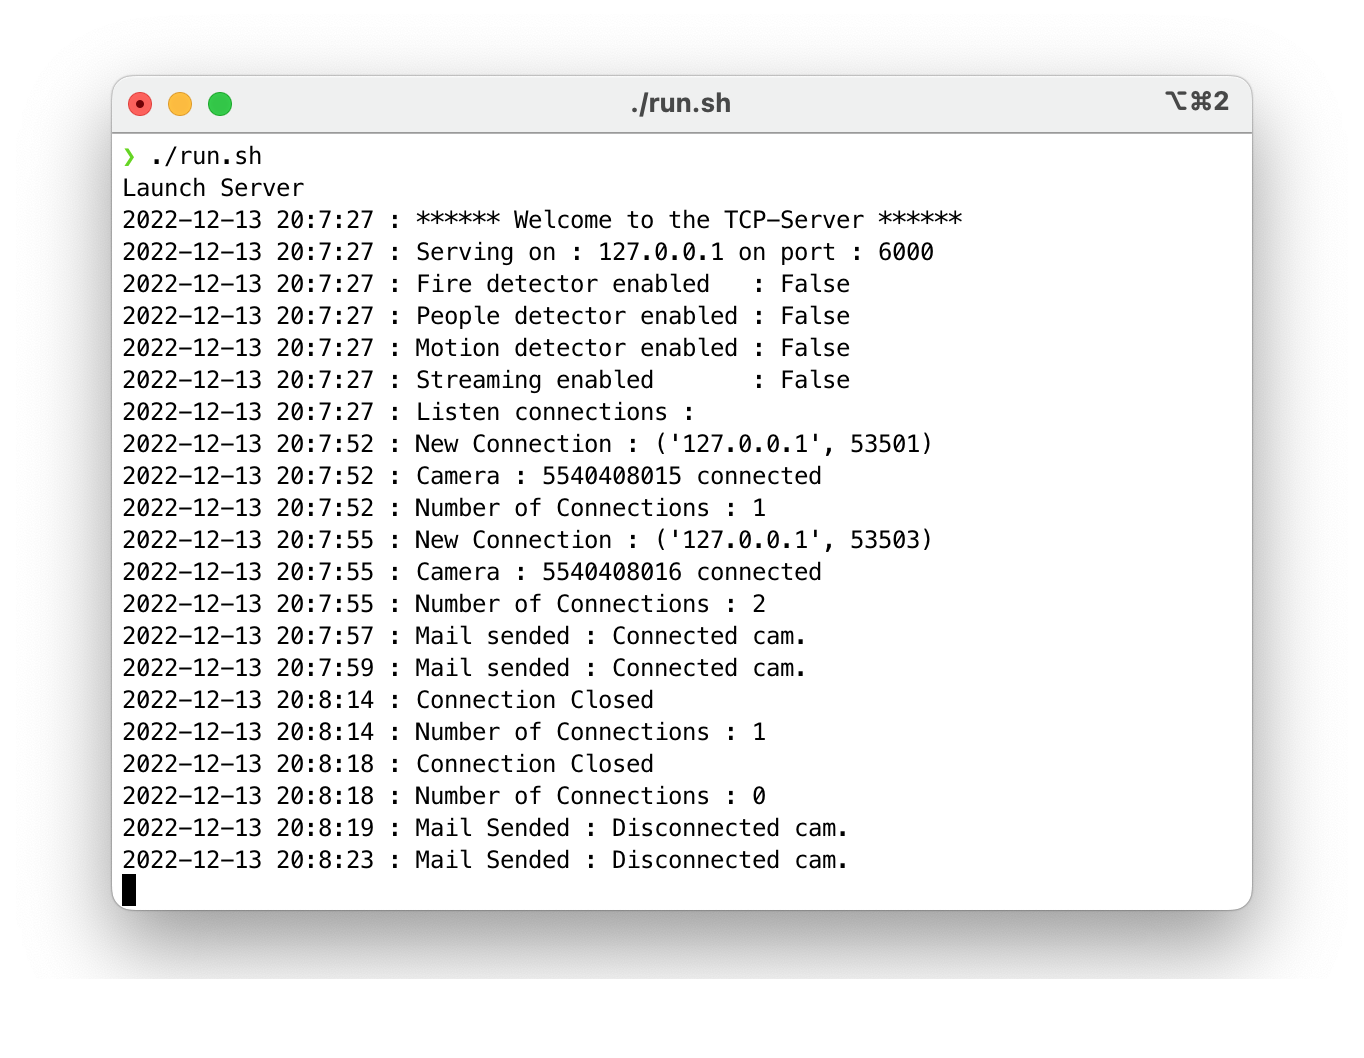 ./run.sh
⌥⌘2
❯ ./run.sh
Launch Server
2022-12-13 20:7:27 : ****** Welcome to the TCP-Server ******
2022-12-13 20:7:27 : Serving on : 127.0.0.1 on port : 6000
2022-12-13 20:7:27 : Fire detector enabled   : False
2022-12-13 20:7:27 : People detector enabled : False
2022-12-13 20:7:27 : Motion detector enabled : False
2022-12-13 20:7:27 : Streaming enabled       : False
2022-12-13 20:7:27 : Listen connections :
2022-12-13 20:7:52 : New Connection : ('127.0.0.1', 53501)
2022-12-13 20:7:52 : Camera : 5540408015 connected
2022-12-13 20:7:52 : Number of Connections : 1
2022-12-13 20:7:55 : New Connection : ('127.0.0.1', 53503)
2022-12-13 20:7:55 : Camera : 5540408016 connected
2022-12-13 20:7:55 : Number of Connections : 2
2022-12-13 20:7:57 : Mail sended : Connected cam.
2022-12-13 20:7:59 : Mail sended : Connected cam.
2022-12-13 20:8:14 : Connection Closed
2022-12-13 20:8:14 : Number of Connections : 1
2022-12-13 20:8:18 : Connection Closed
2022-12-13 20:8:18 : Number of Connections : 0
2022-12-13 20:8:19 : Mail Sended : Disconnected cam.
2022-12-13 20:8:23 : Mail Sended : Disconnected cam.